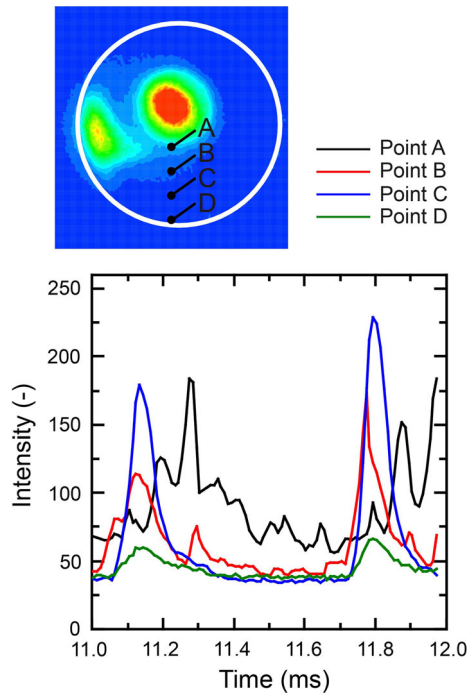 A
B
C
D
Point A
Point B
Point C
Point D
250
200
150
100
50
0
Intensity (-)
11.0 11.2 11.4 11.6 11.8 12.0
Time (ms)